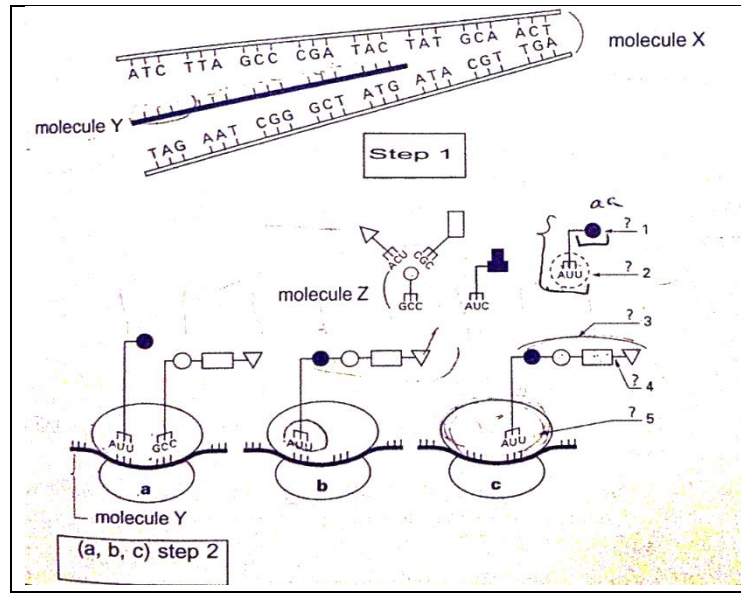 ATC TTA GCC CGA TAC TAT GCA ACT
molecule X
molecule Y
TAG AAT CGG GCT ATG ATA CGT TGA
Step 1
ac
? 1
ACU CGC
AUU
? 2
molecule Z
GCC
AUC
? 3
? 4
? 5
AUU GCC
AUU
AUU
a
b
c
molecule Y
(a, b, c) step 2